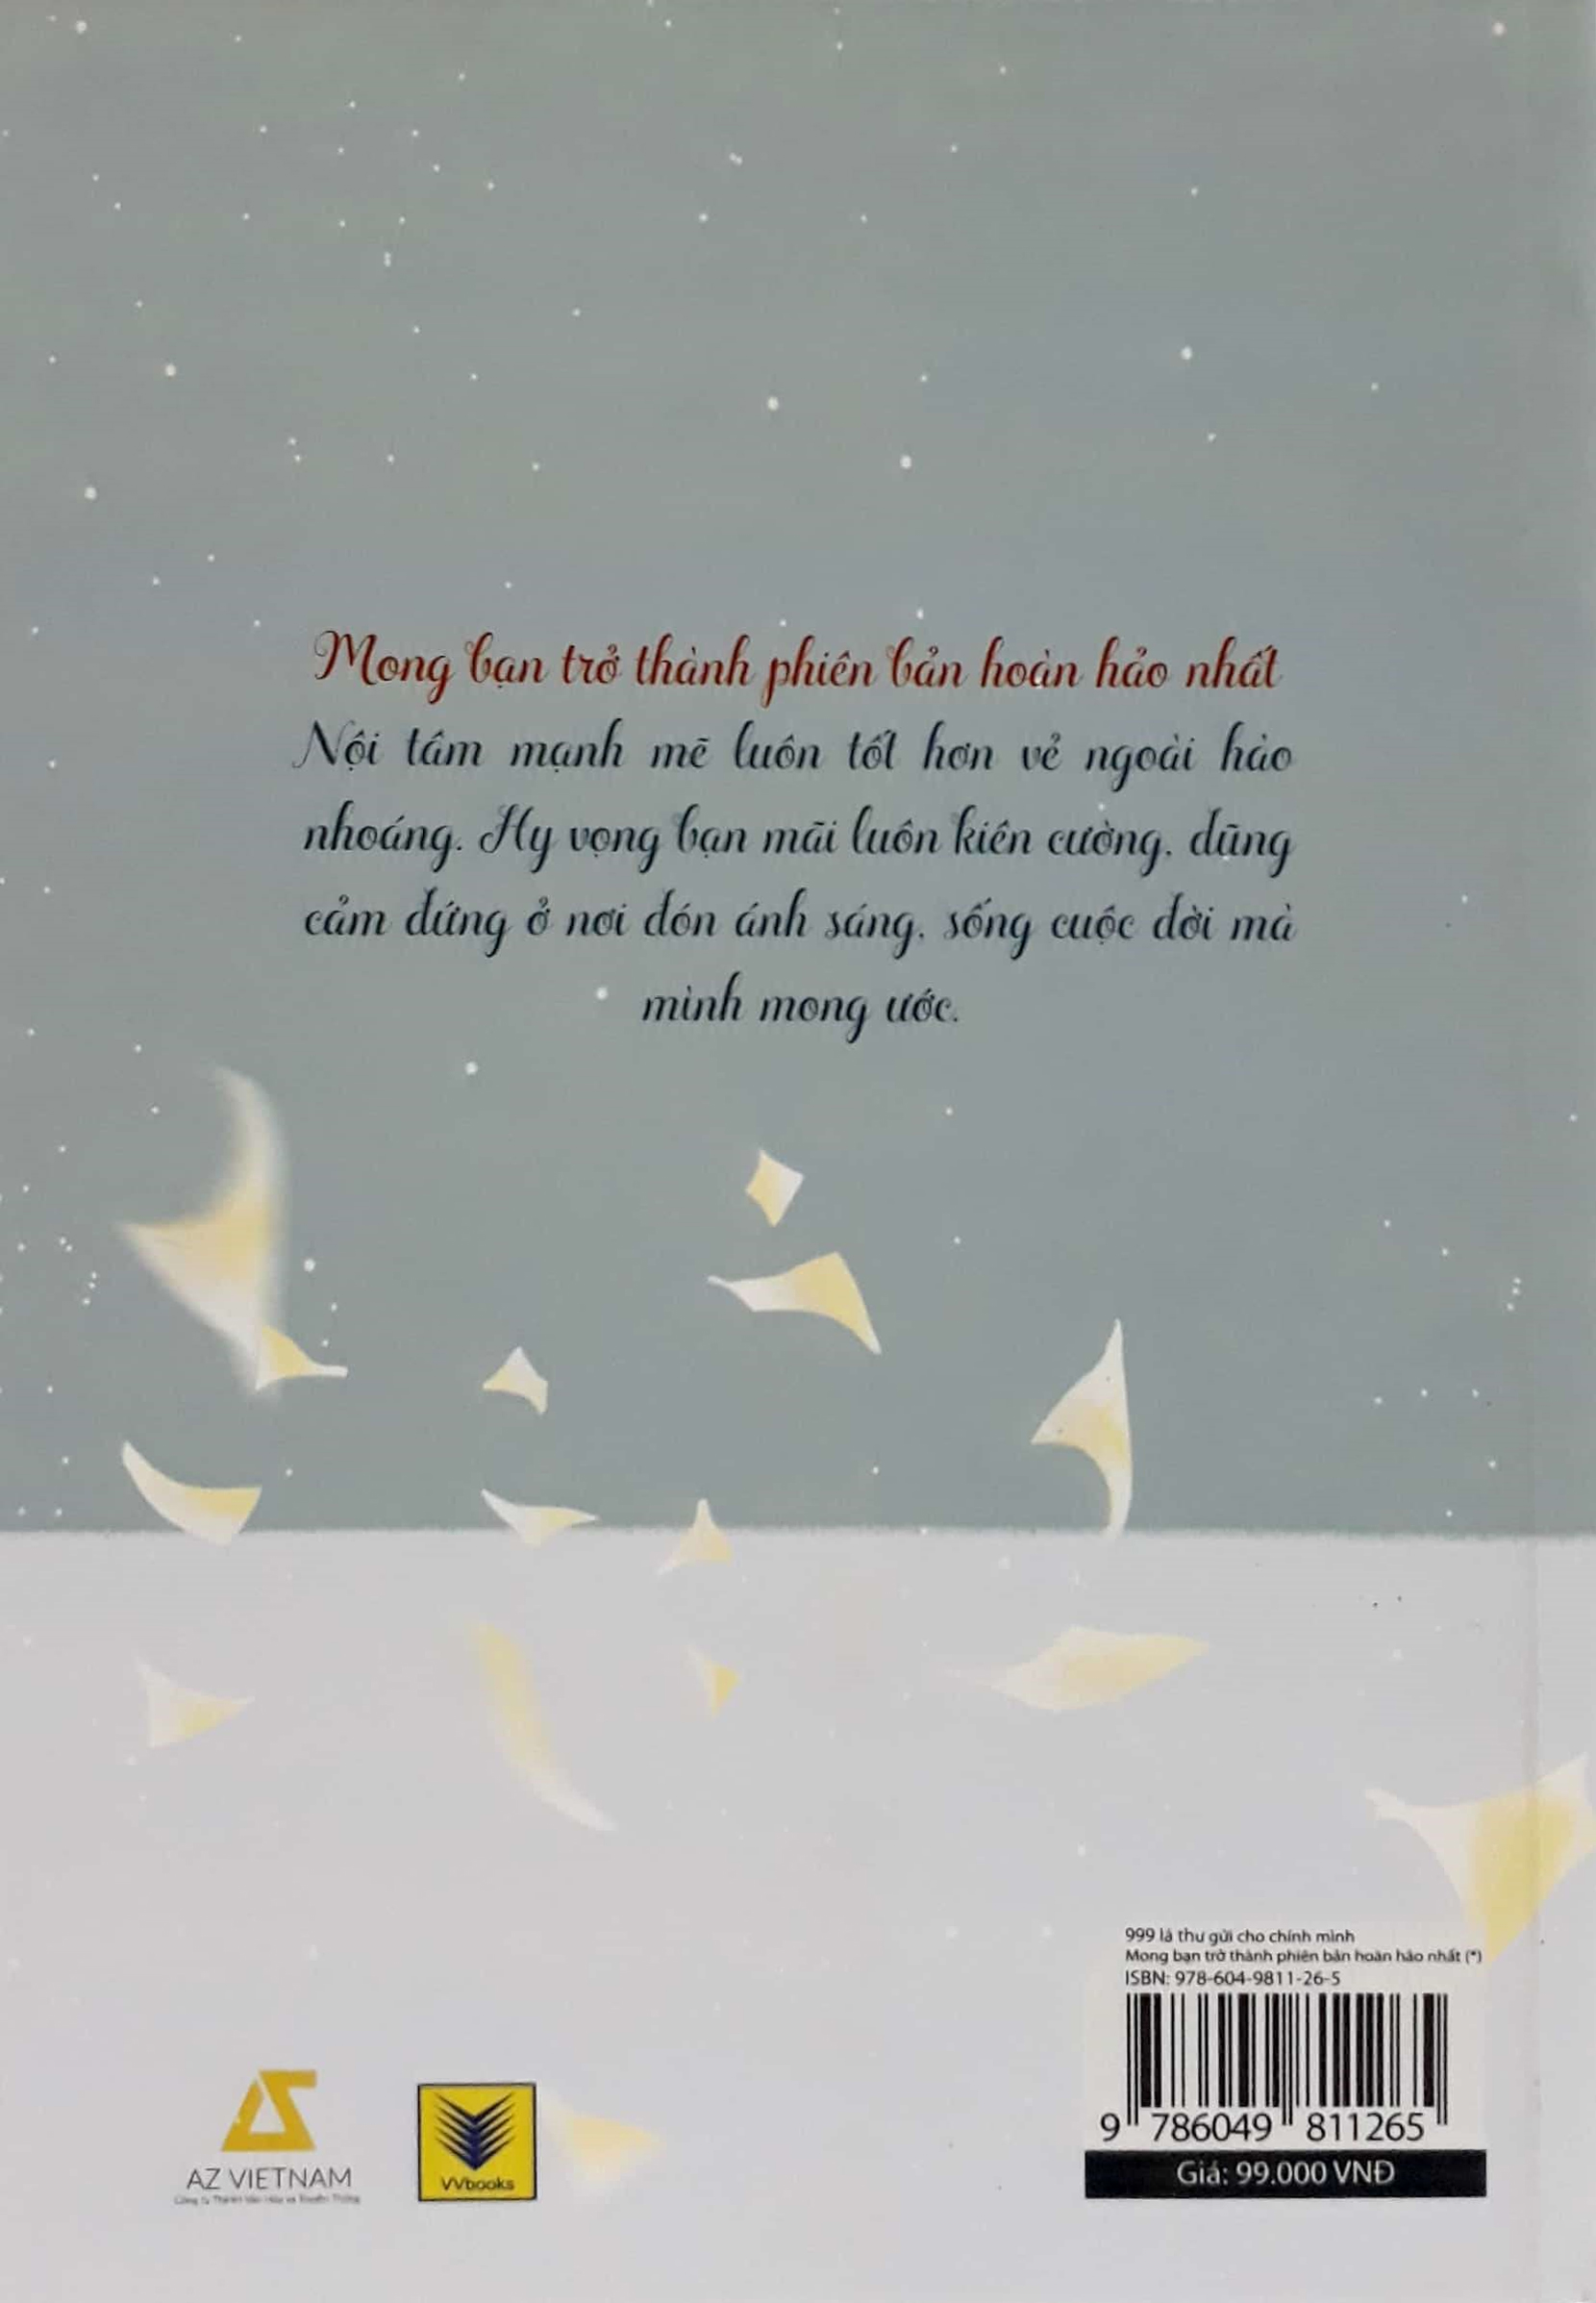 Mong bạn trở thành phiên bản hoàn hảo nhất
Nội tâm mạnh mẽ luôn tốt hơn vẻ ngoài hào
nhoáng. Hy vọng bạn mãi luôn kiên cường, dũng
cảm đứng ở nơi đón ánh sáng, sống cuộc đời mà
mình mong ước.
999 lá thư gửi cho chính mình
Mong bạn trở thành phiên bản hoàn hảo nhất (*)
ISBN: 978-604-9811-26-5
9 786049 811265
Giá: 99.000 VNĐ
AZ VIETNAM
VVbooks